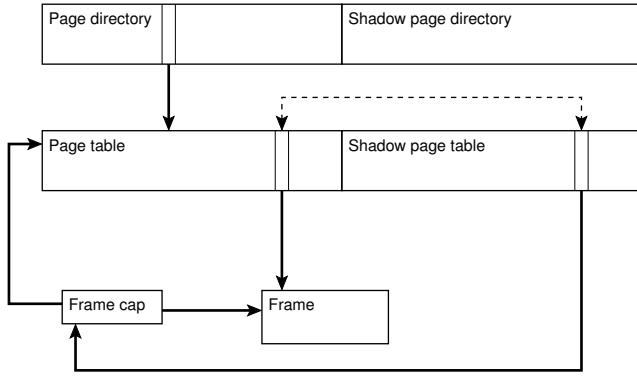 Page directory
Shadow page directory
Page table
Shadow page table
Frame cap
Frame